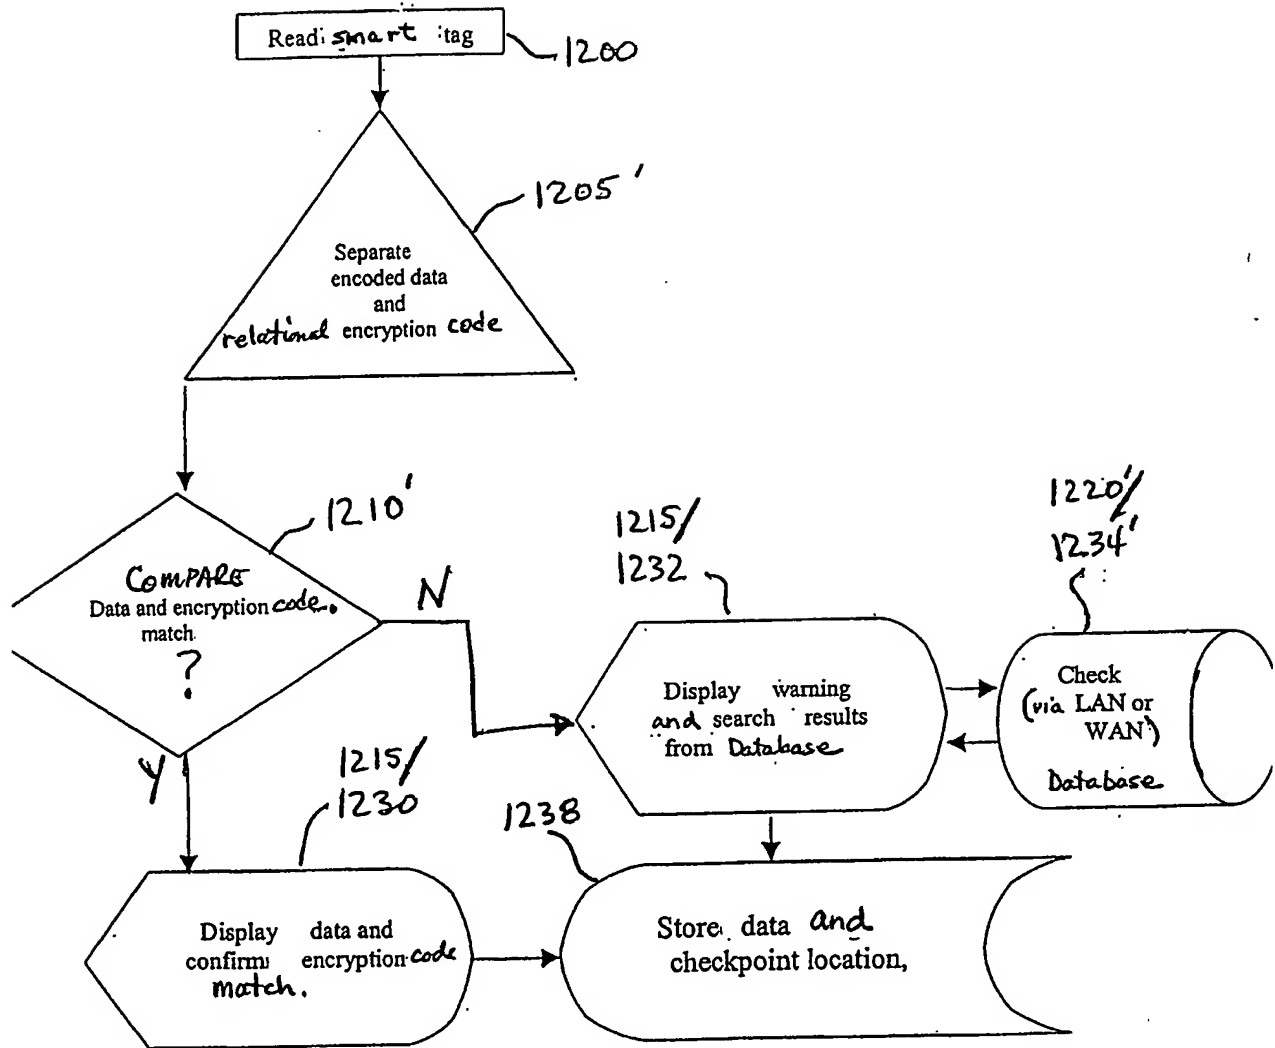 Read smart tag
1200
1205'
Separate
encoded data
and
relational encryption code
1210'
COMPARE
Data and encryption code.
match
?
N
Y
1215/
1232
1220'/
1234'
Display warning
and search results
from Database
Check
(via LAN or
WAN)
Database
1215/
1230
1238
Display data and
confirm encryption code
match.
Store data and
checkpoint location,